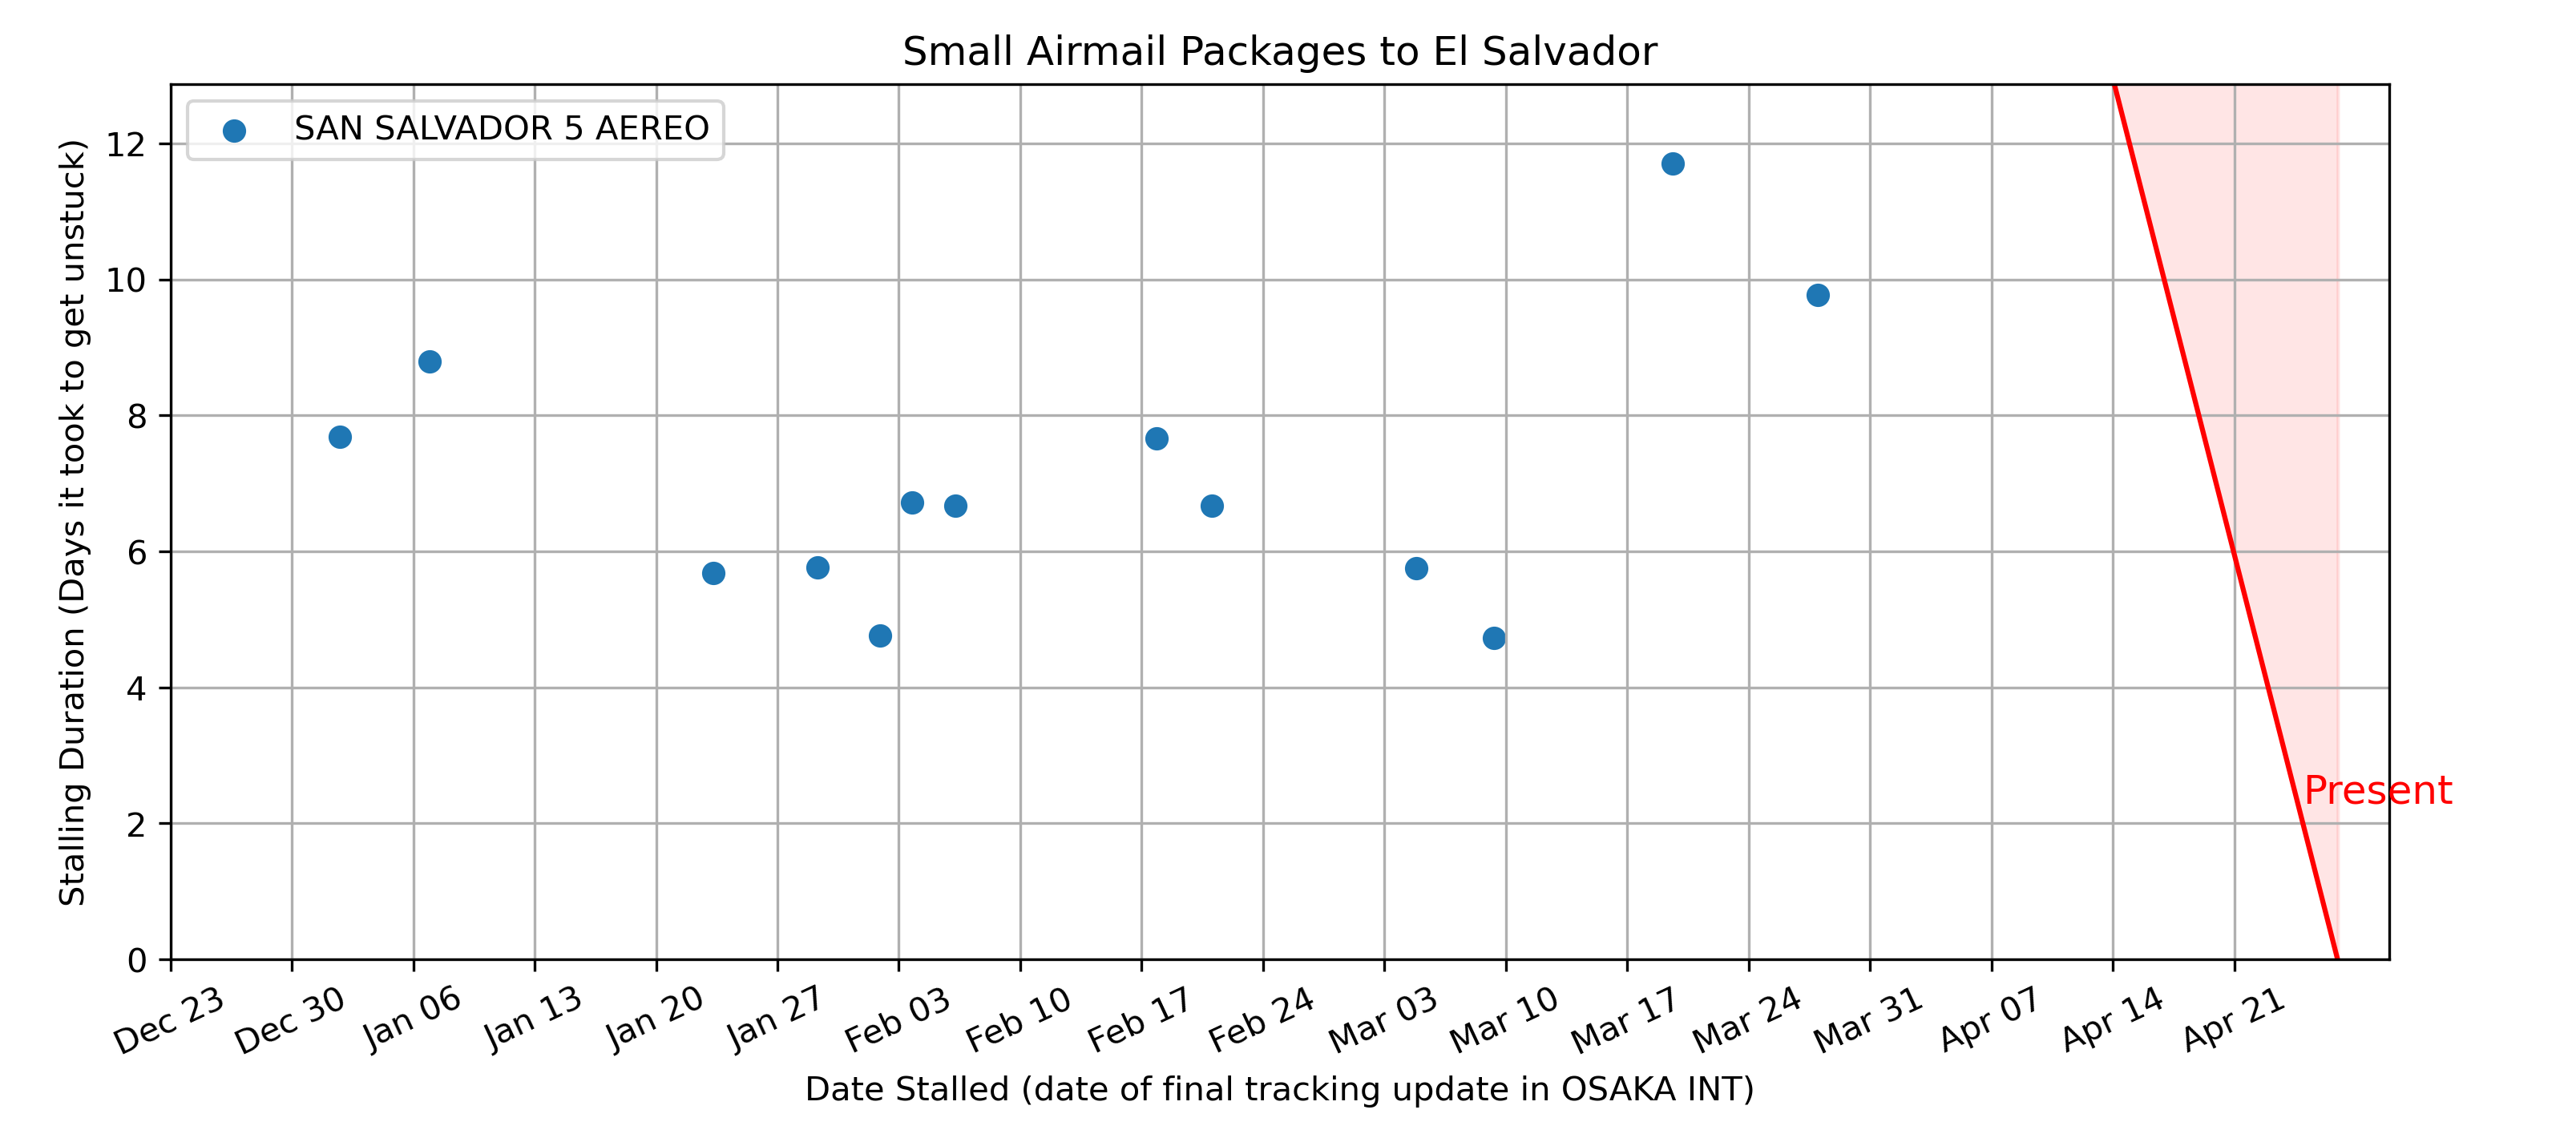 Small Airmail Packages to El Salvador
SAN SALVADOR 5 AEREO
Stalling Duration (Days it took to get unstuck)
12
10
8
6
4
2
0
Present
Dec 23
Dec 30
Jan 06
Jan 13
Jan 20
Jan 27
Feb 03
Feb 10
Feb 17
Feb 24
Mar 03
Mar 10
Mar 17
Mar 24
Mar 31
Apr 07
Apr 14
Apr 21
Date Stalled (date of final tracking update in OSAKA INT)